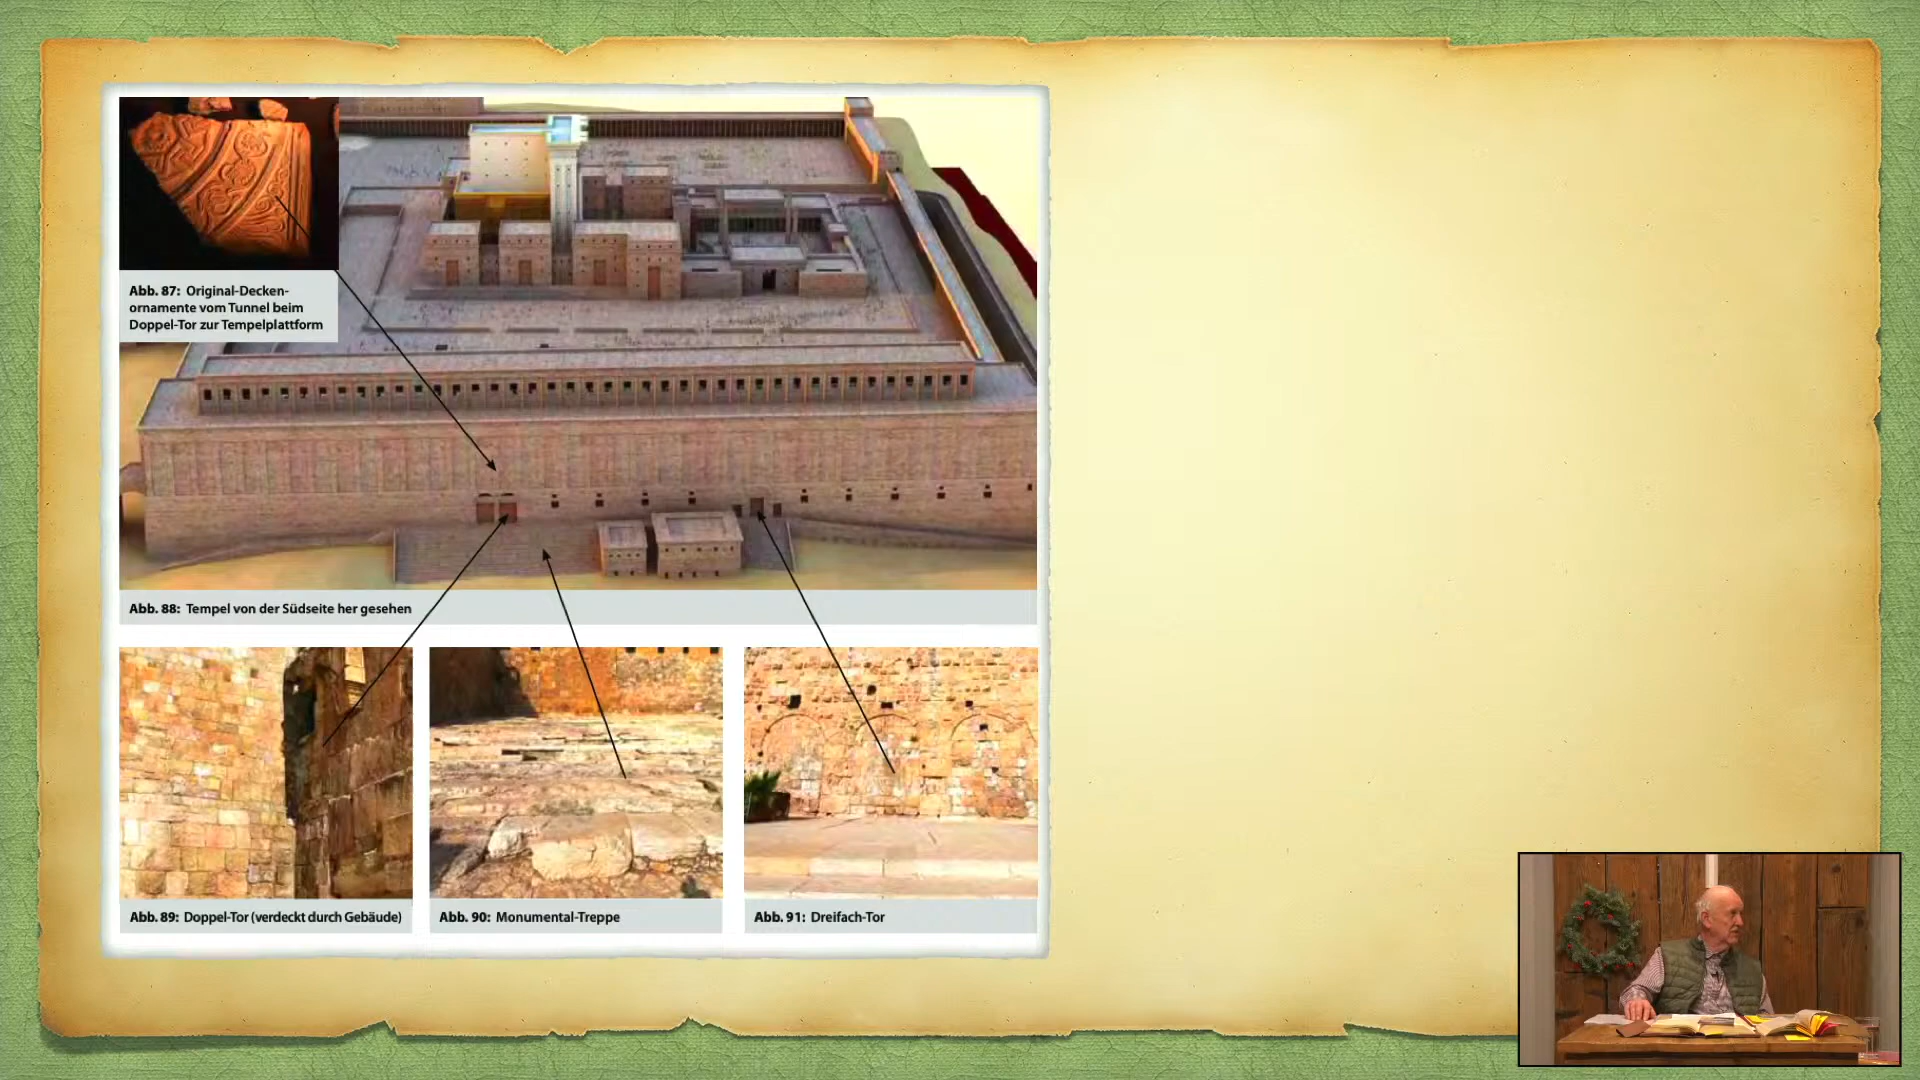 Abb. 87: Original-Decken-
ornamente vom Tunnel beim
Doppel-Tor zur Tempelplattform
Abb. 88: Tempel von der Südseite her gesehen
Abb. 89: Doppel-Tor (verdeckt durch Gebäude)
Abb. 90: Monumental-Treppe
Abb. 91: Dreifach-Tor